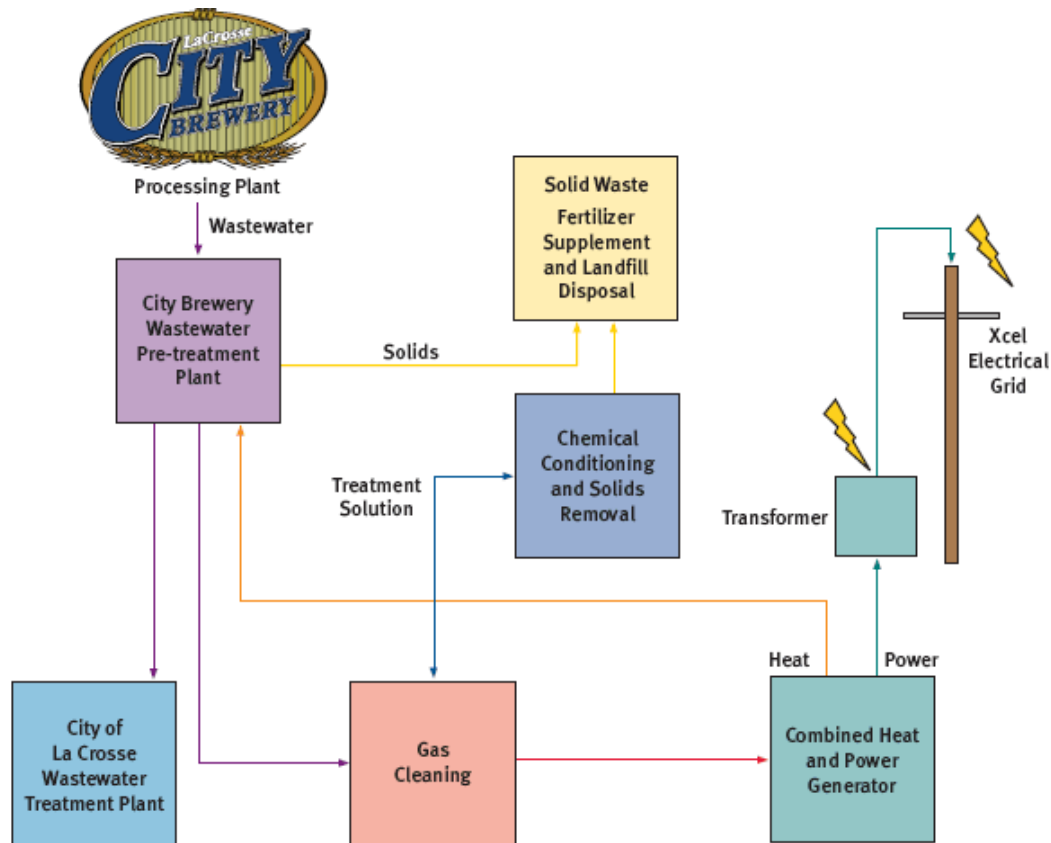 LaCrosse
CITY
BREWERY
Processing Plant
Wastewater
City Brewery
Wastewater
Pre-treatment
Plant
Solids
Solid Waste
Fertilizer
Supplement
and Landfill
Disposal
Xcel
Electrical
Grid
Chemical
Conditioning
and Solids
Removal
Treatment
Solution
Transformer
Heat
Power
City of
La Crosse
Wastewater
Treatment Plant
Gas
Cleaning
Combined Heat
and Power
Generator